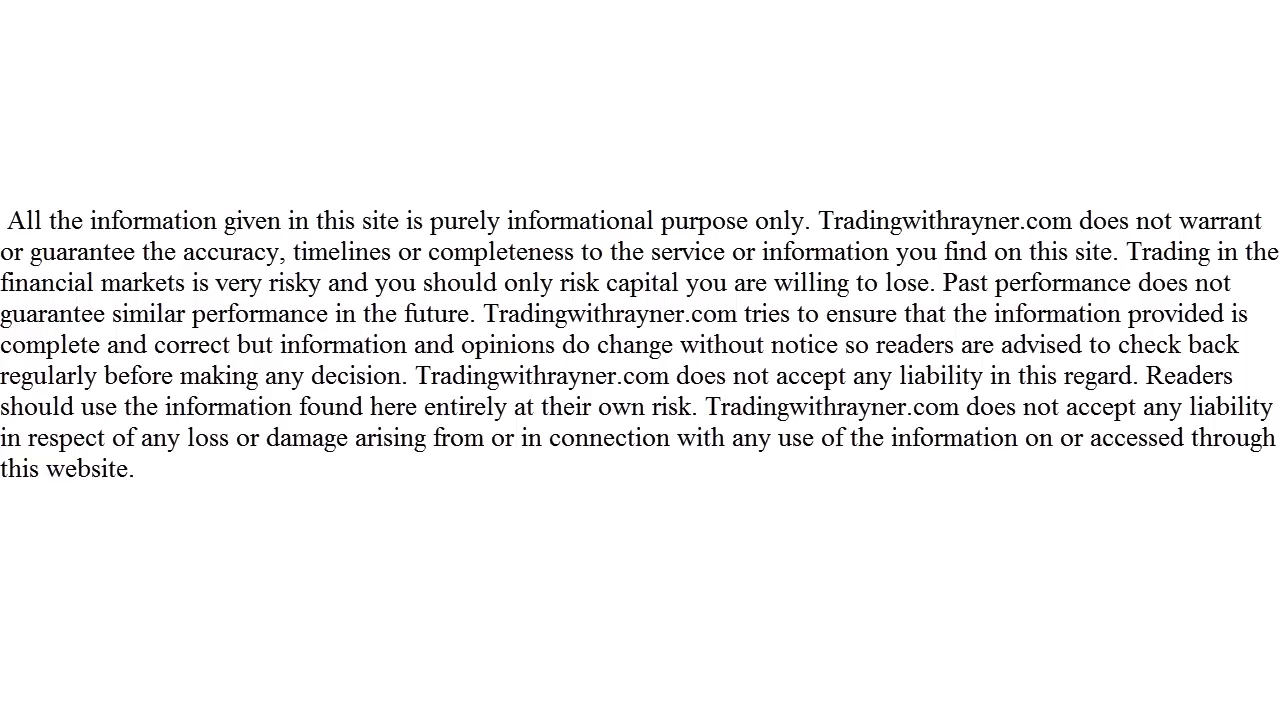 All the information given in this site is purely informational purpose only. Tradingwithrayner.com does not warrant
or guarantee the accuracy, timelines or completeness to the service or information you find on this site. Trading in the
financial markets is very risky and you should only risk capital you are willing to lose. Past performance does not
guarantee similar performance in the future. Tradingwithrayner.com tries to ensure that the information provided is
complete and correct but information and opinions do change without notice so readers are advised to check back
regularly before making any decision. Tradingwithrayner.com does not accept any liability in this regard. Readers
should use the information found here entirely at their own risk. Tradingwithrayner.com does not accept any liability
in respect of any loss or damage arising from or in connection with any use of the information on or accessed through
this website.